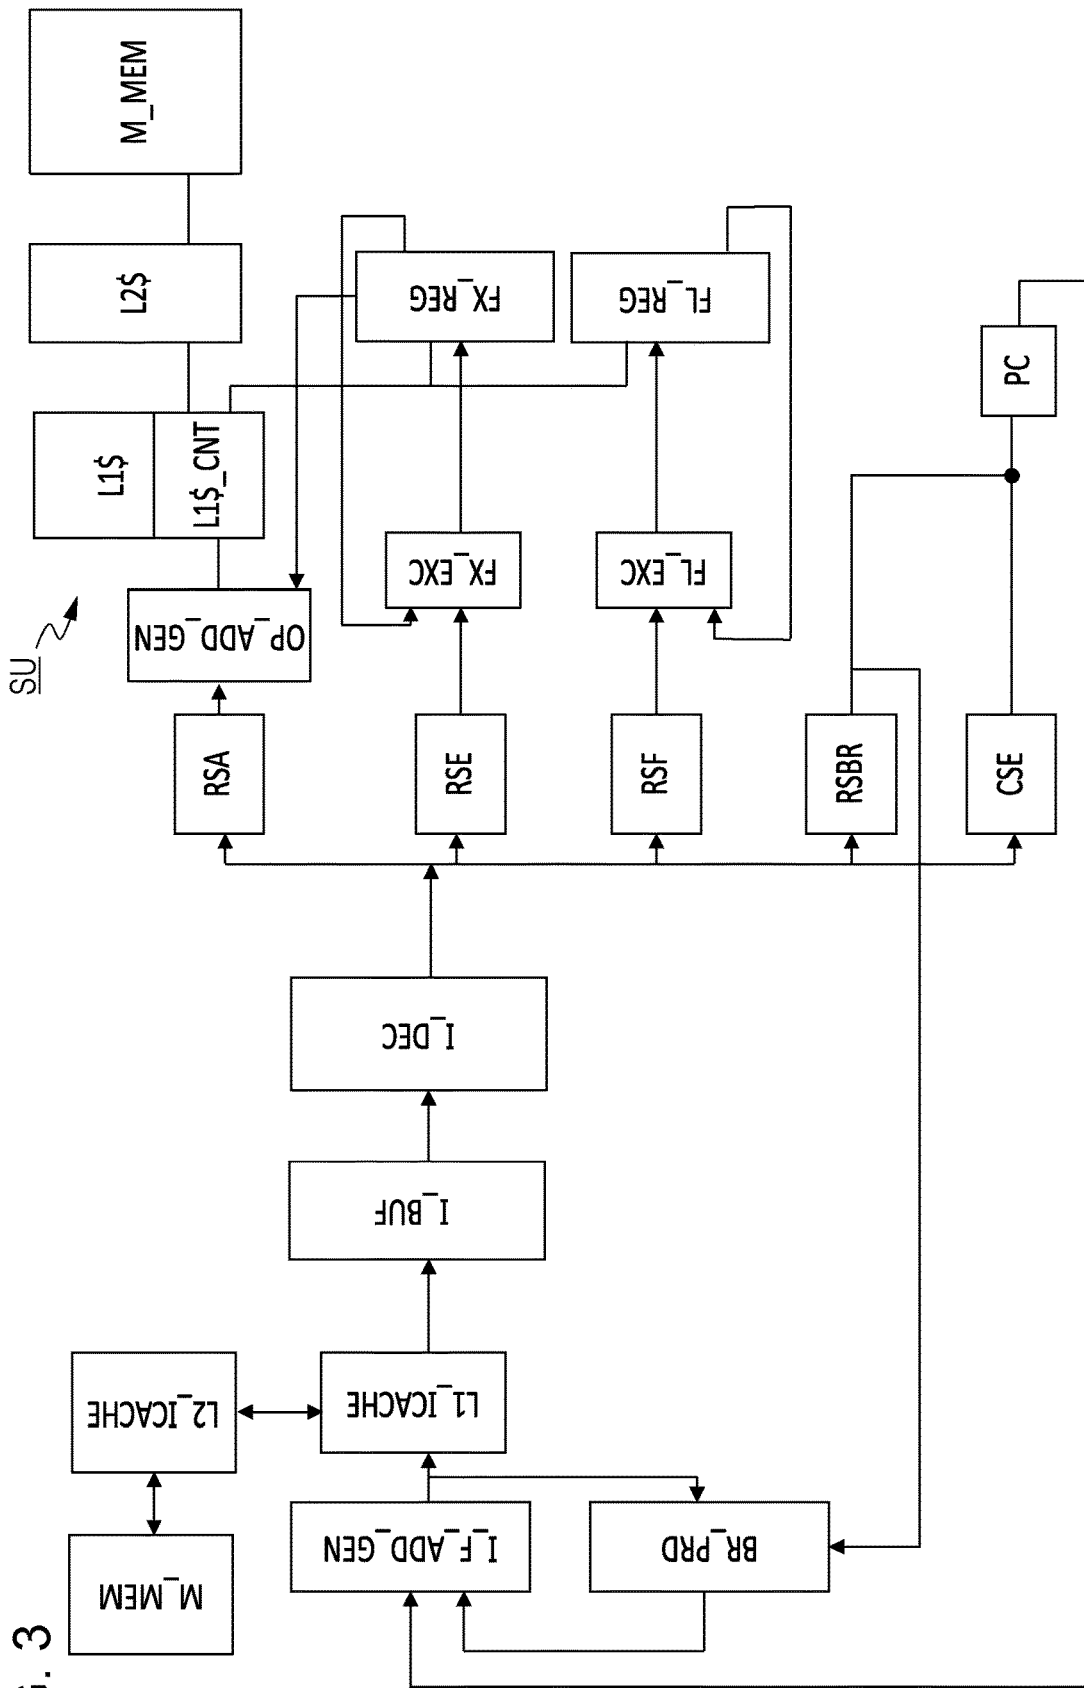 . 3
SU
M_MEM
L2_ICACHE
I_F_ADD_GEN
L1_ICACHE
BR_PRD
I_BUF
I_DEC
RSA
RSE
RSF
RSBR
CSE
OP_ADD_GEN
FX_EXC
FL_EXC
L1$
L1$_CNT
FX_REG
FL_REG
PC
L2$
M_MEM